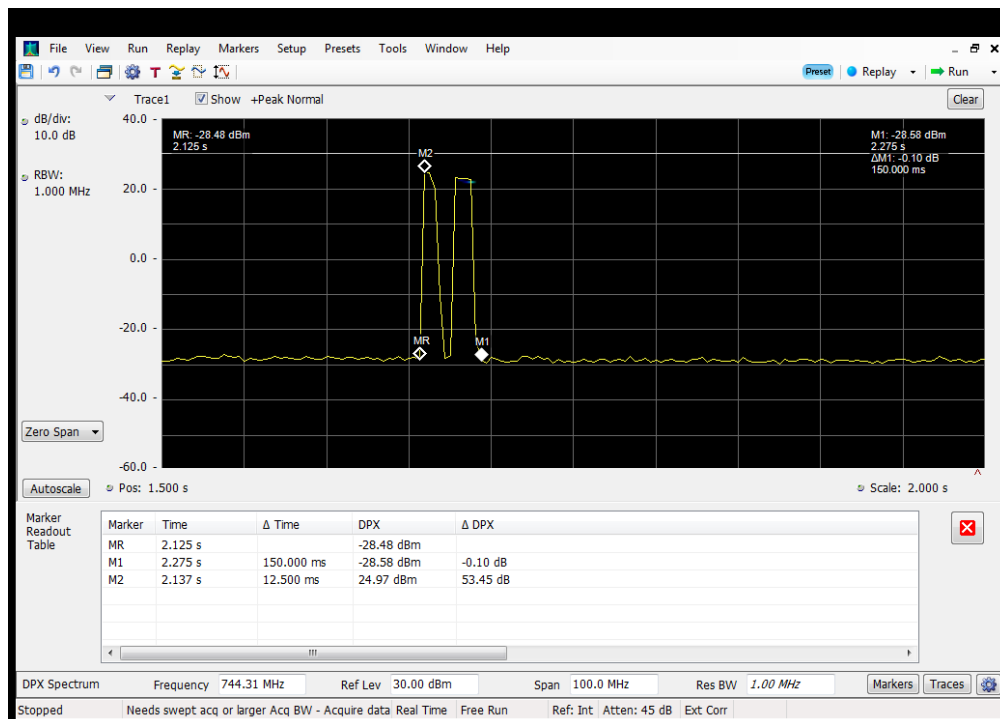 File View Run Replay Markers Setup Presets Tools Window Help
T Preset Replay Run
Trace1 Show +Peak Normal Clear
dB/div:
10.0 dB
RBW:
1.000 MHz
40.0
20.0
0.0
-20.0
-40.0
-60.0
MR: -28.48 dBm
2.125 s
M1: -28.58 dBm
2.275 s
ΔM1: -0.10 dB
150.000 ms
M2
MR
M1
Zero Span
Autoscale Pos: 1.500 s Scale: 2.000 s
Marker
Readout
Table
Marker Time Δ Time DPX Δ DPX
MR 2.125 s -28.48 dBm
M1 2.275 s 150.000 ms -28.58 dBm -0.10 dB
M2 2.137 s 12.500 ms 24.97 dBm 53.45 dB
DPX Spectrum Frequency 744.31 MHz Ref Lev 30.00 dBm Span 100.0 MHz Res BW 1.00 MHz Markers Traces
Stopped Needs swept acq or larger Acq BW - Acquire data Real Time Free Run Ref: Int Atten: 45 dB Ext Corr